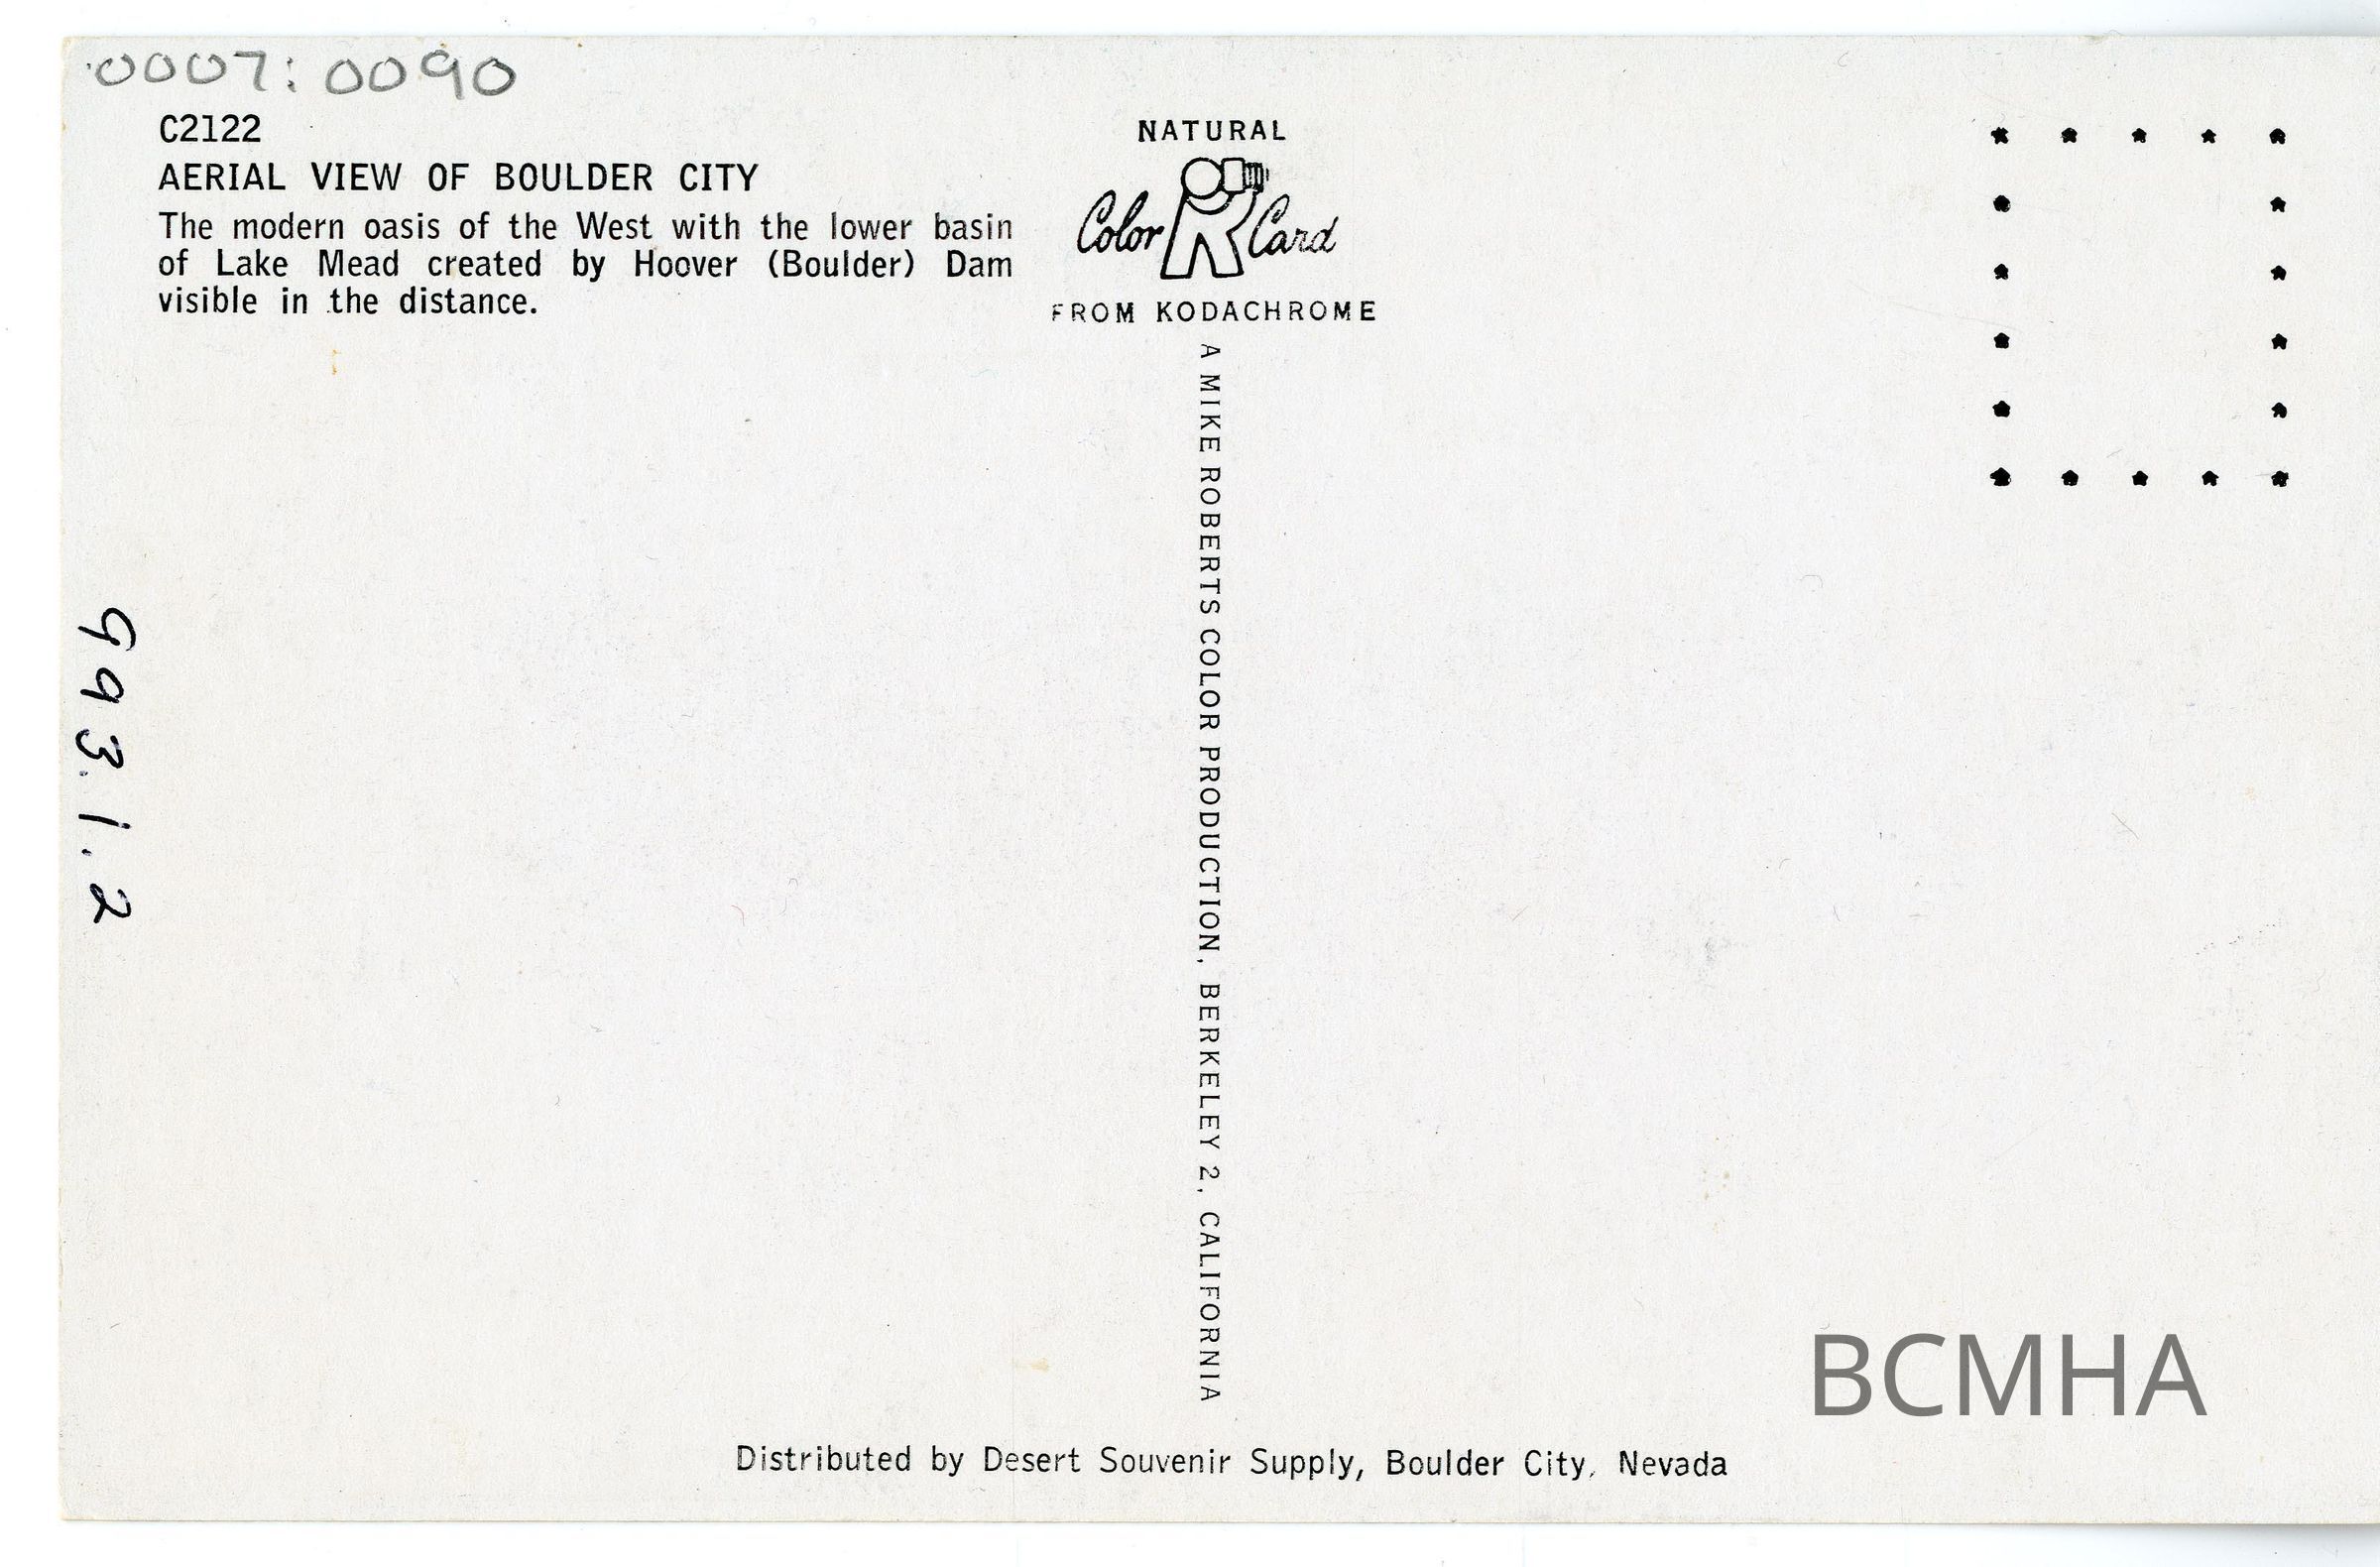 0007:0090
C2122
AERIAL VIEW OF BOULDER CITY
The modern oasis of the West with the lower basin
of Lake Mead created by Hoover (Boulder) Dam
visible in the distance.
NATURAL
Color Card
FROM KODACHROME
A MIKE ROBERTS COLOR PRODUCTION, BERKELEY 2, CALIFORNIA
993.1.2
BCMHA
Distributed by Desert Souvenir Supply, Boulder City, Nevada